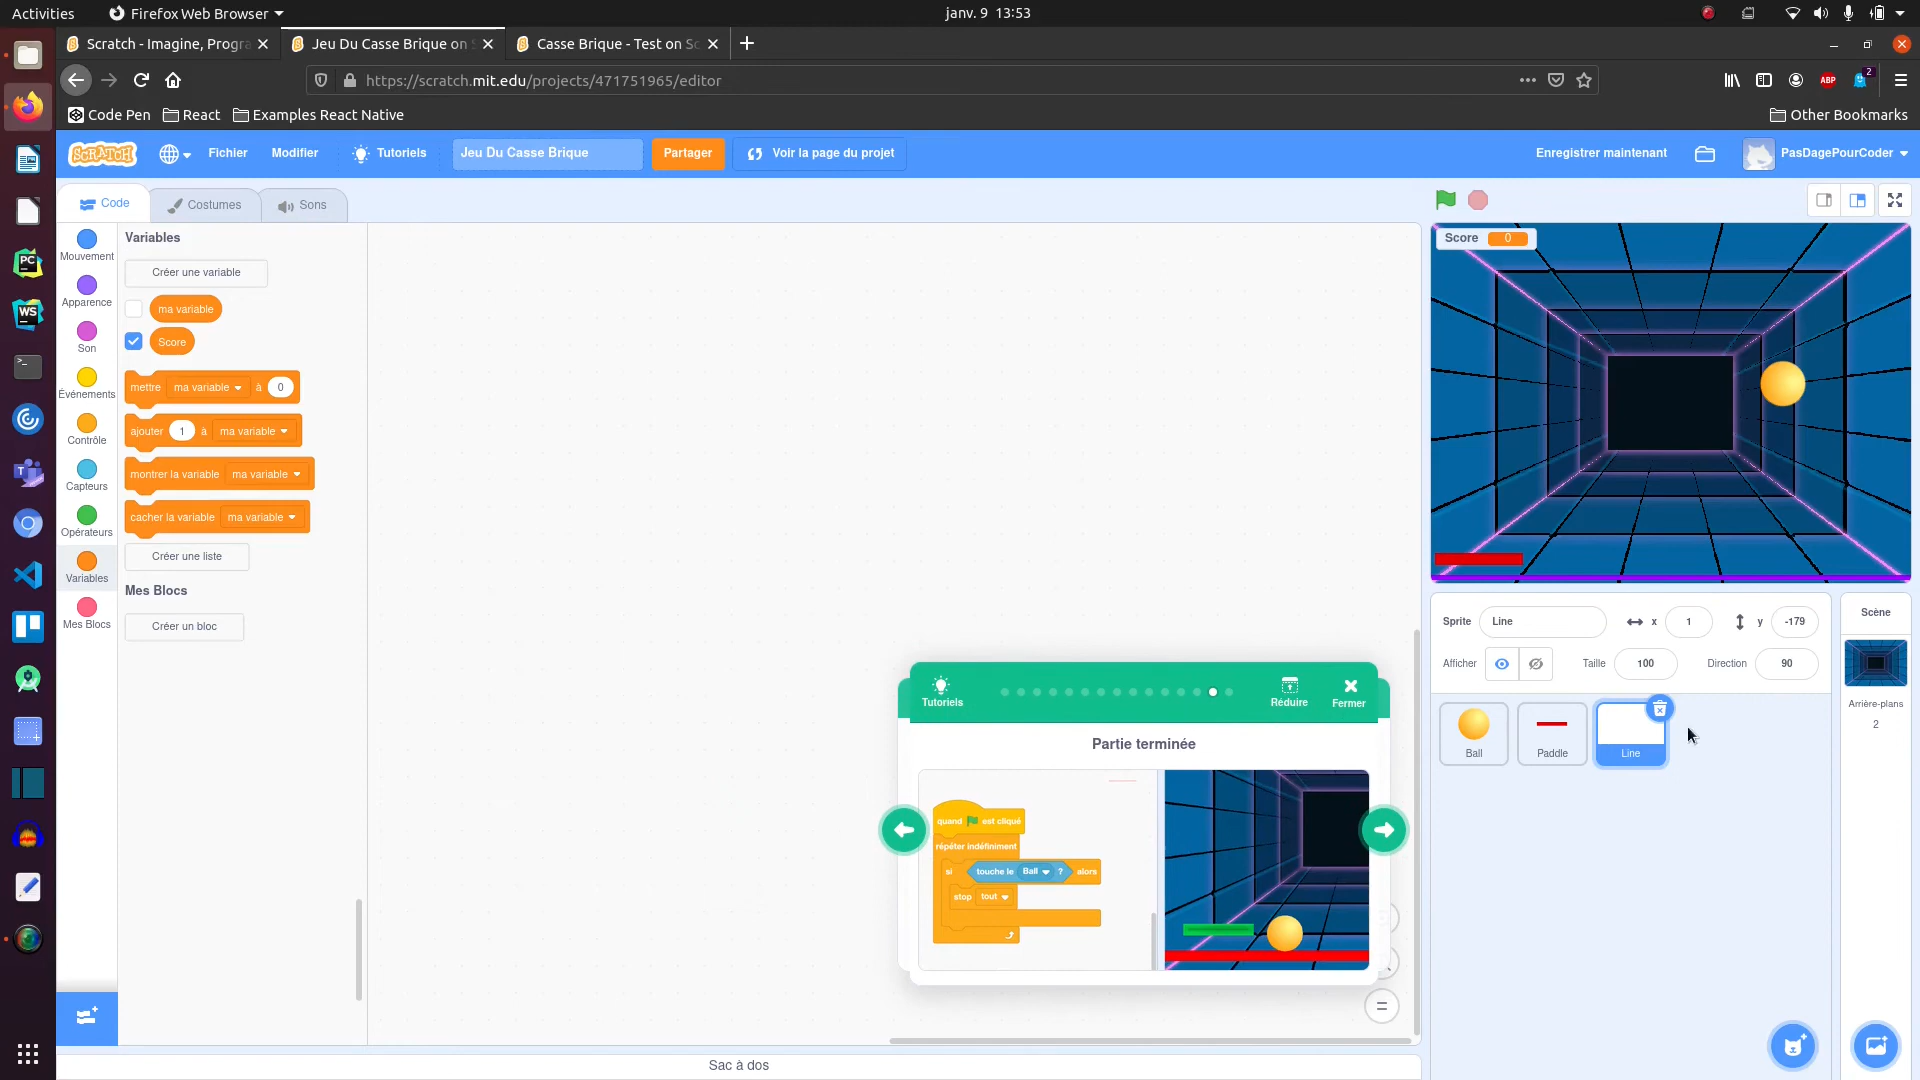 Activities
Firefox Web Browser
janv. 9 13:53
Scratch - Imagine, Progra
Jeu Du Casse Brique on S
Casse Brique - Test on Sc
https://scratch.mit.edu/projects/471751965/editor
ABP
2
Code Pen
React
Examples React Native
Other Bookmarks
SCRATCH
Fichier
Modifier
Tutoriels
Jeu Du Casse Brique
Partager
Voir la page du projet
Enregistrer maintenant
PasDagePourCoder
Code
Costumes
Sons
Mouvement
Apparence
Son
Événements
Contrôle
Capteurs
Opérateurs
Variables
Mes Blocs
Variables
Créer une variable
ma variable
Score
mettre ma variable à 0
ajouter 1 à ma variable
montrer la variable ma variable
cacher la variable ma variable
Créer une liste
Mes Blocs
Créer un bloc
PC
WS
Tutoriels
Réduire
Fermer
Partie terminée
quand est cliqué
répéter indéfiniment
si touche le Ball ? alors
stop tout
Sac à dos
Score 0
Sprite Line x 1 y -179
Afficher Taille 100 Direction 90
Ball
Paddle
Line
Scène
Arrière-plans
2